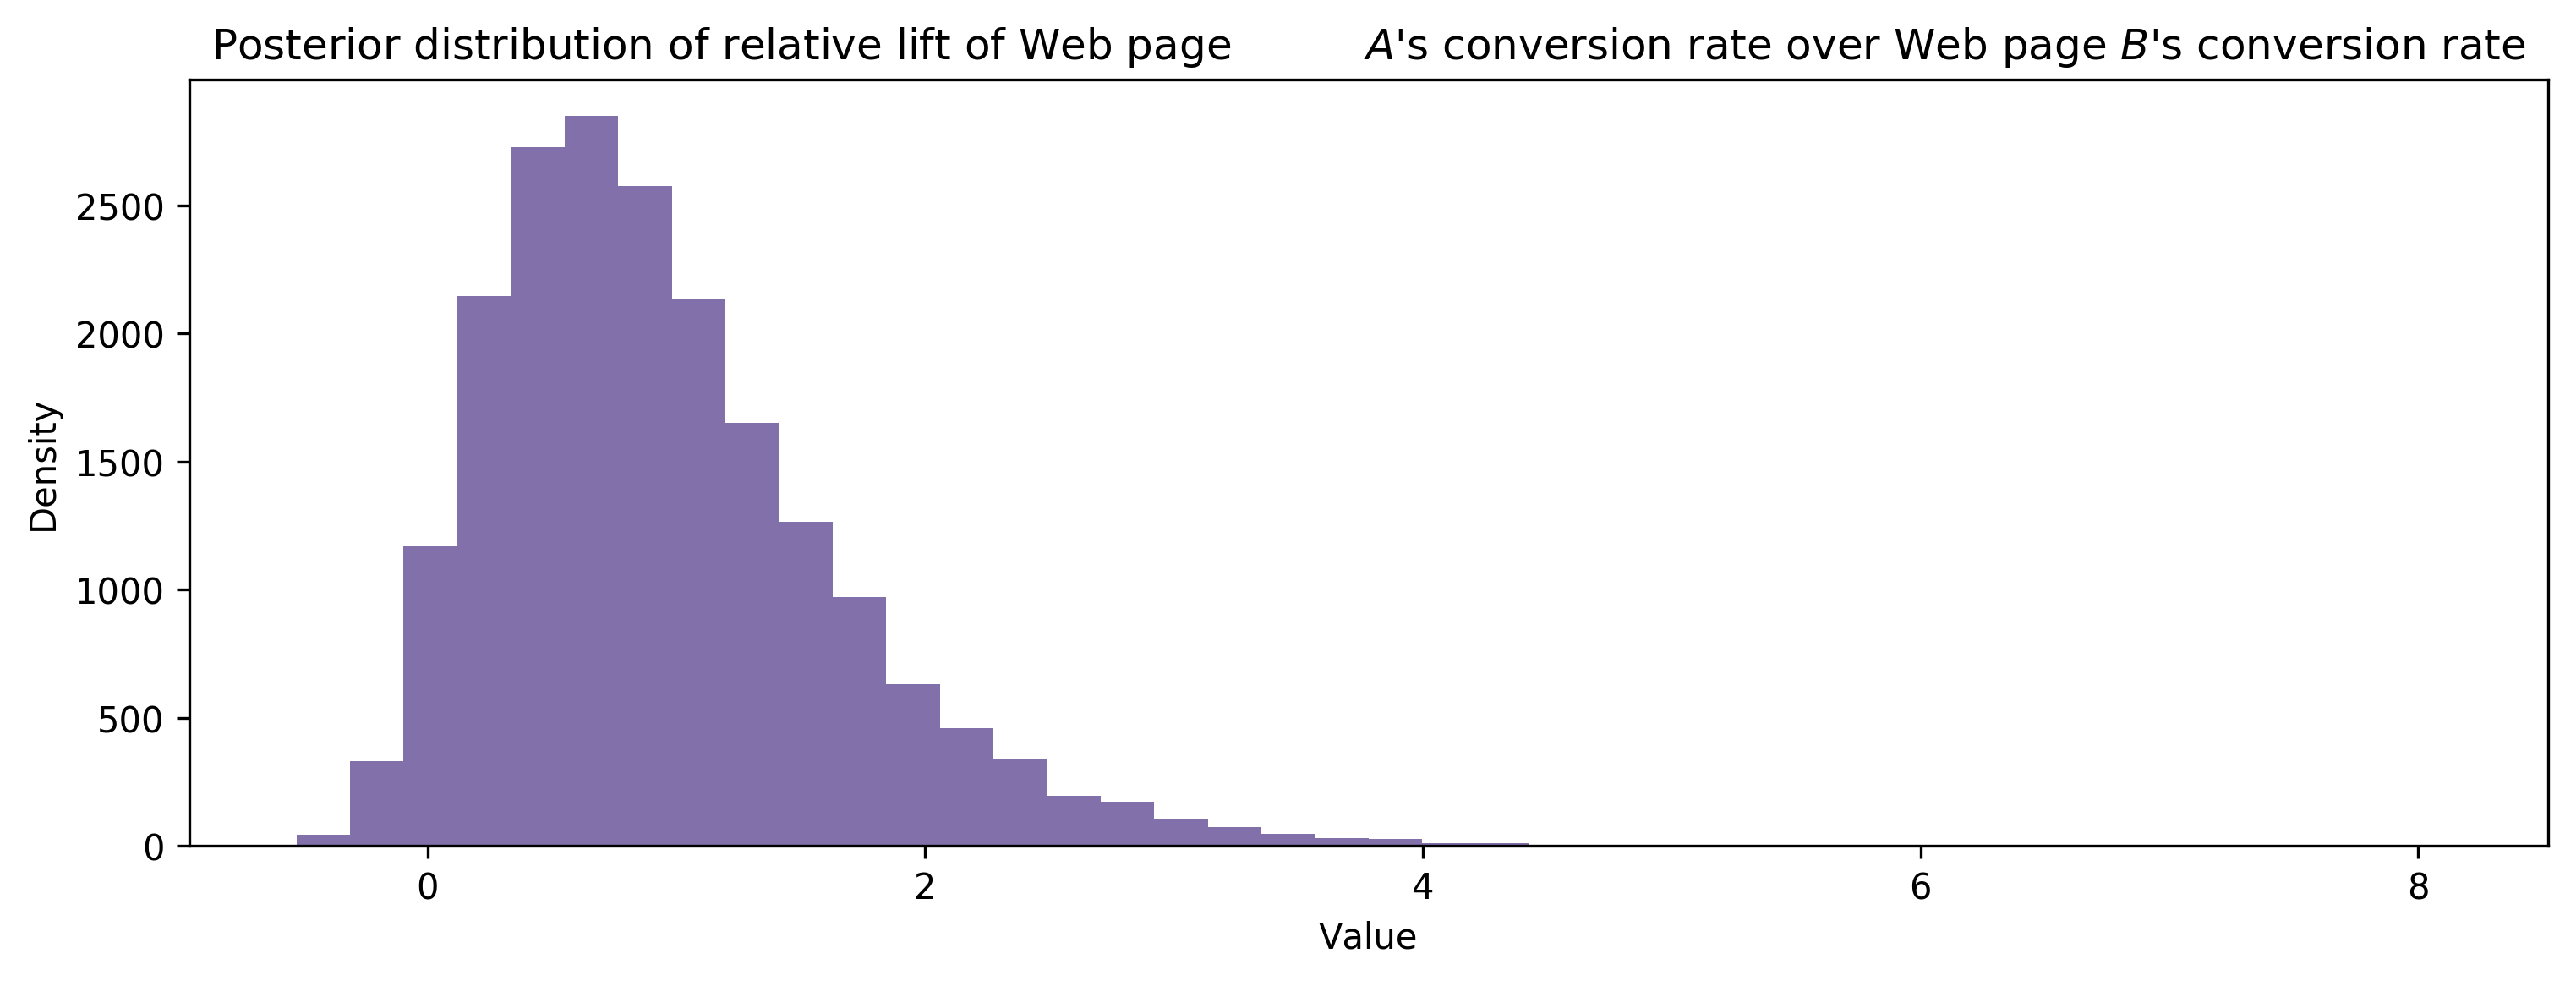 Posterior distribution of relative lift of Web page A's conversion rate over Web page B's conversion rate
Density
2500
2000
1500
1000
500
0
0 2 4 6 8
Value